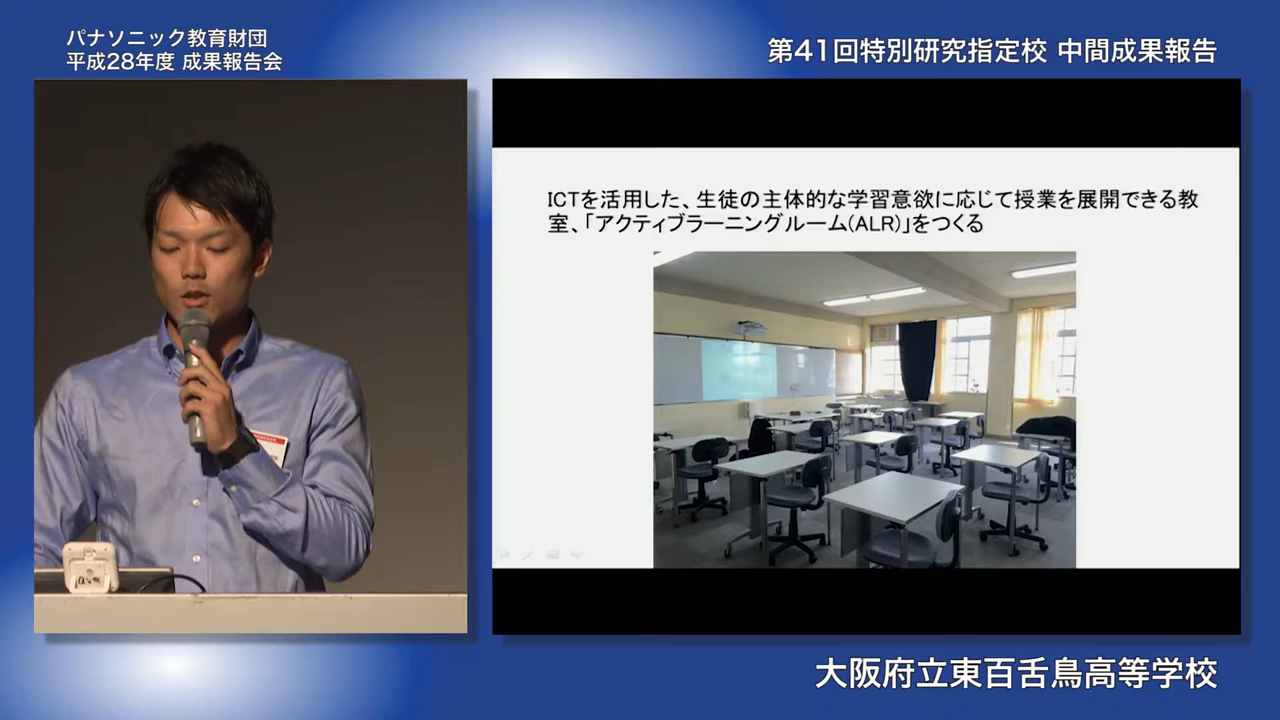 パナソニック教育財団
平成28年度 成果報告会
第41回特別研究指定校 中間成果報告
ICTを活用した、生徒の主体的な学習意欲に応じて授業を展開できる教
室、「アクティブラーニングルーム(ALR)」をつくる
大阪府立東百舌鳥高等学校